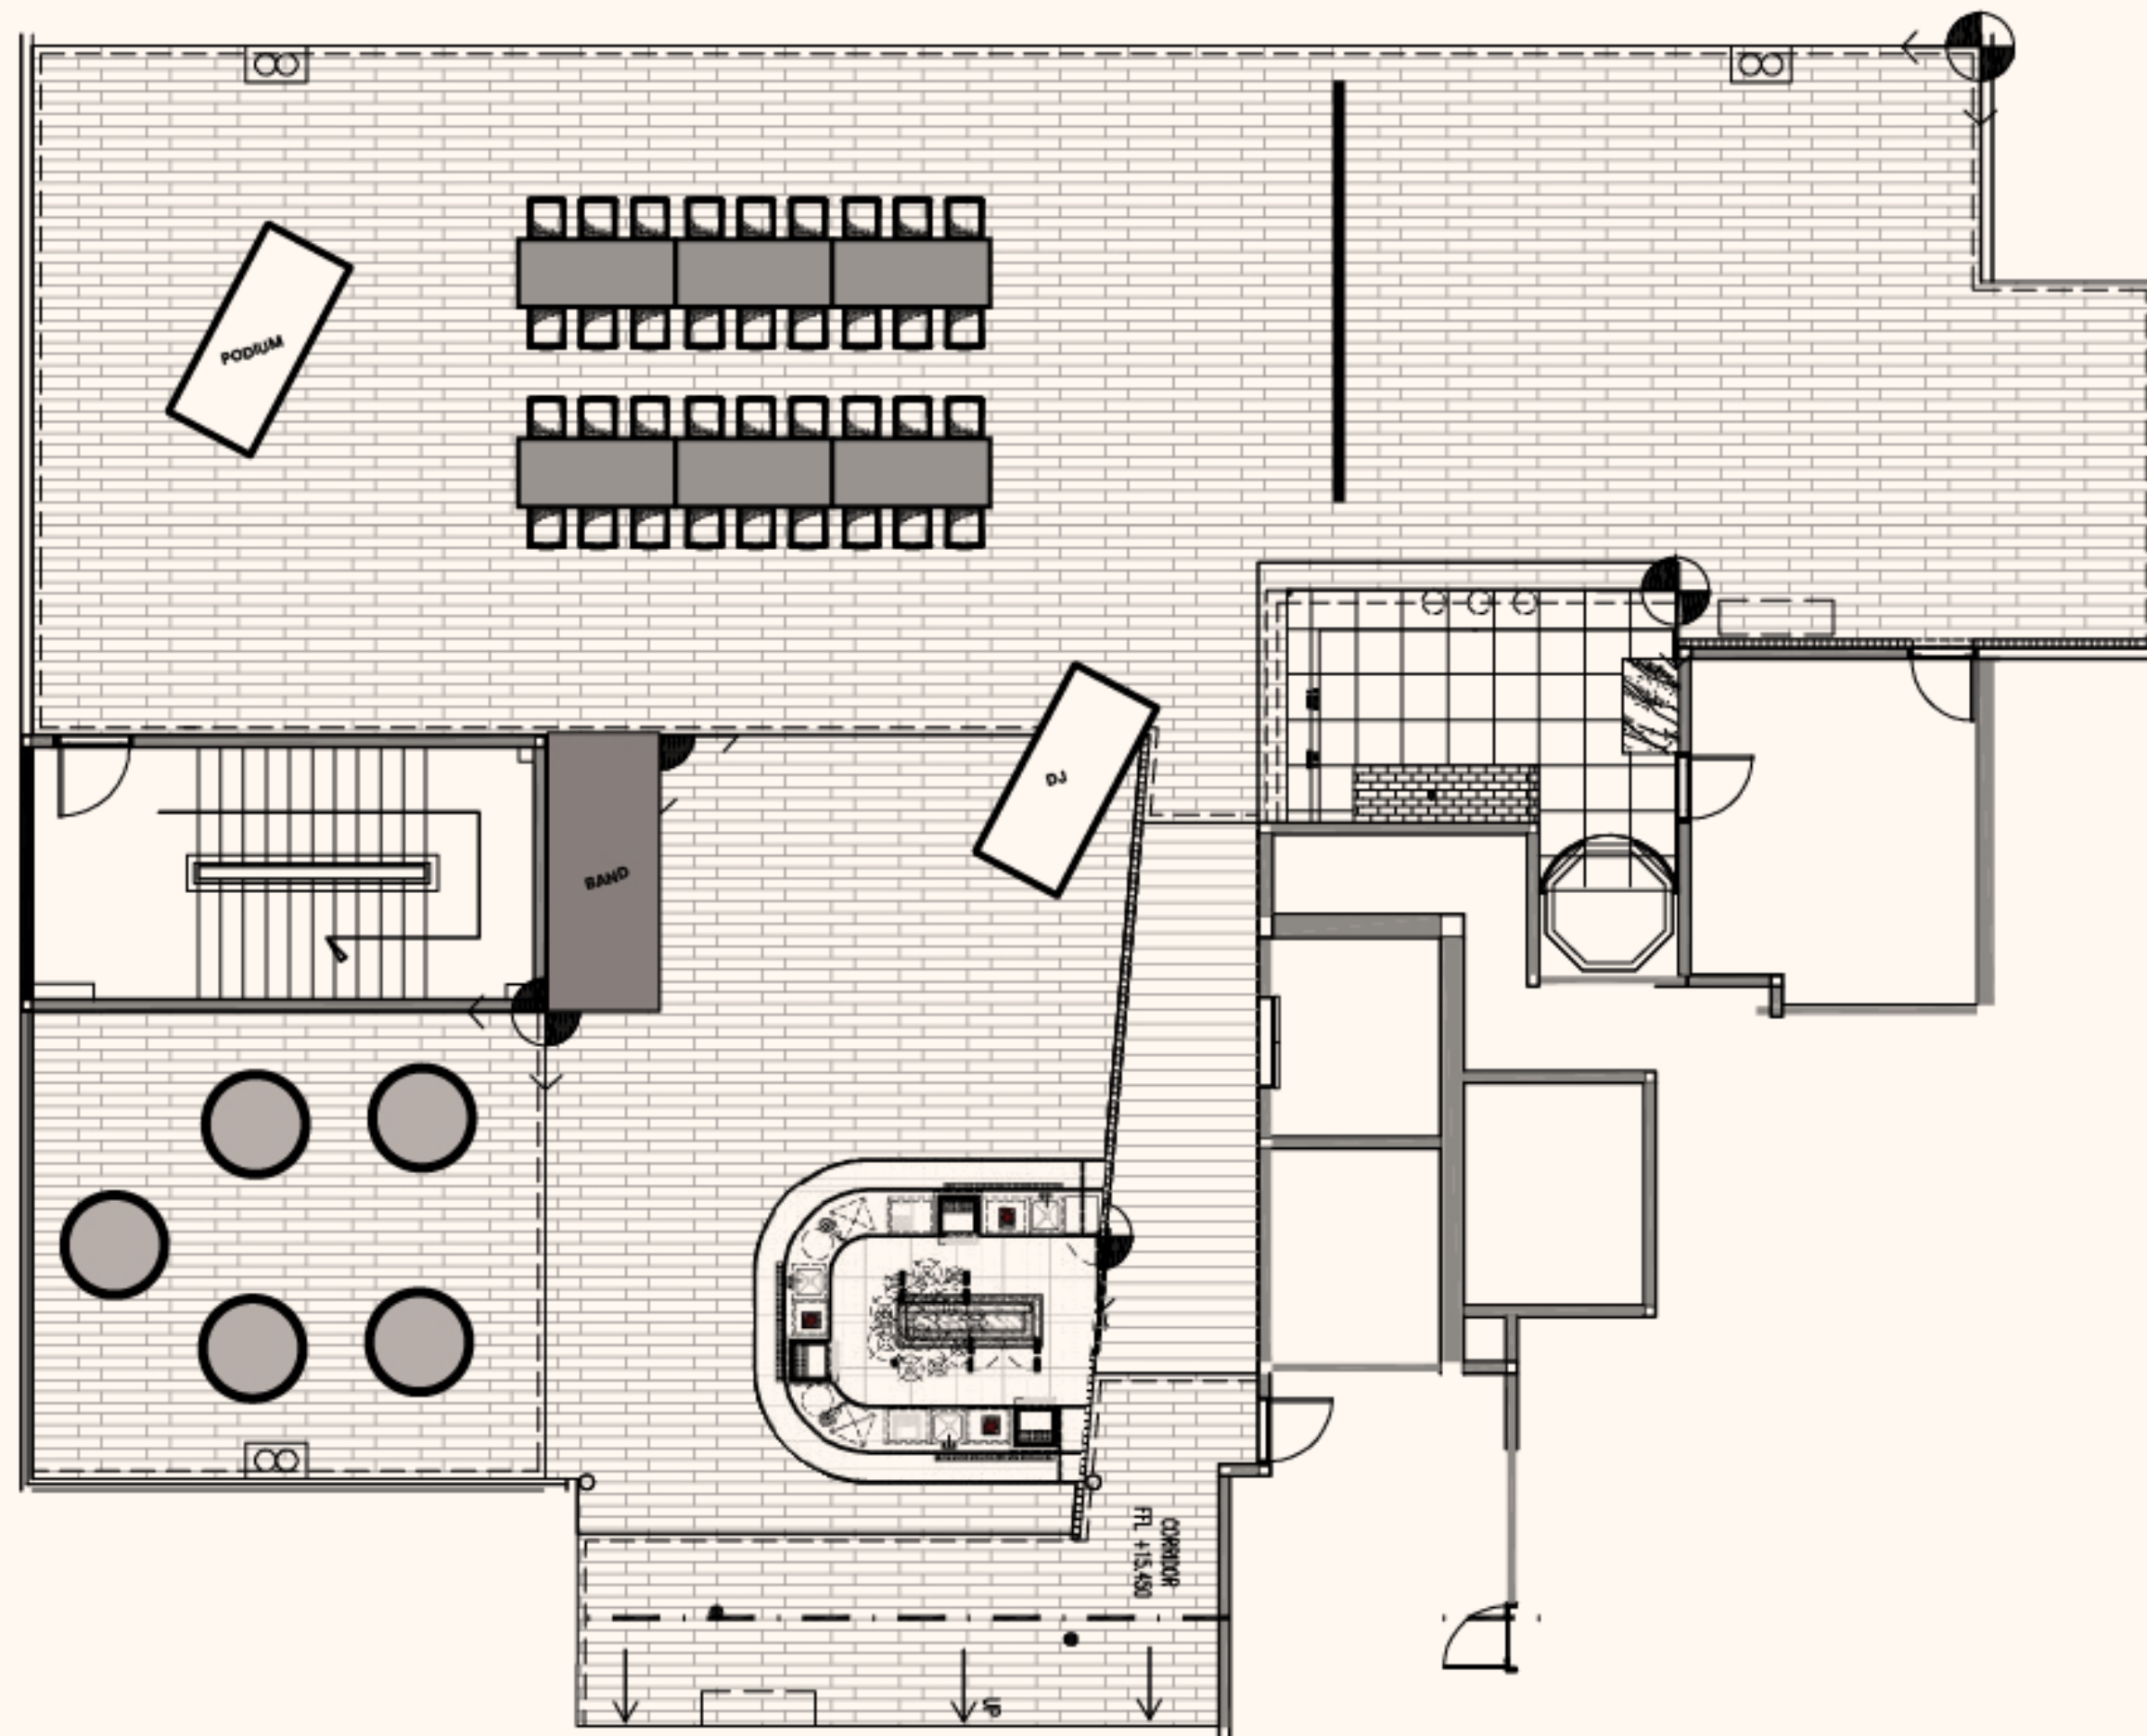 PODIUM
DJ
BAND
CORRIDOR
FFL +15.450
UP